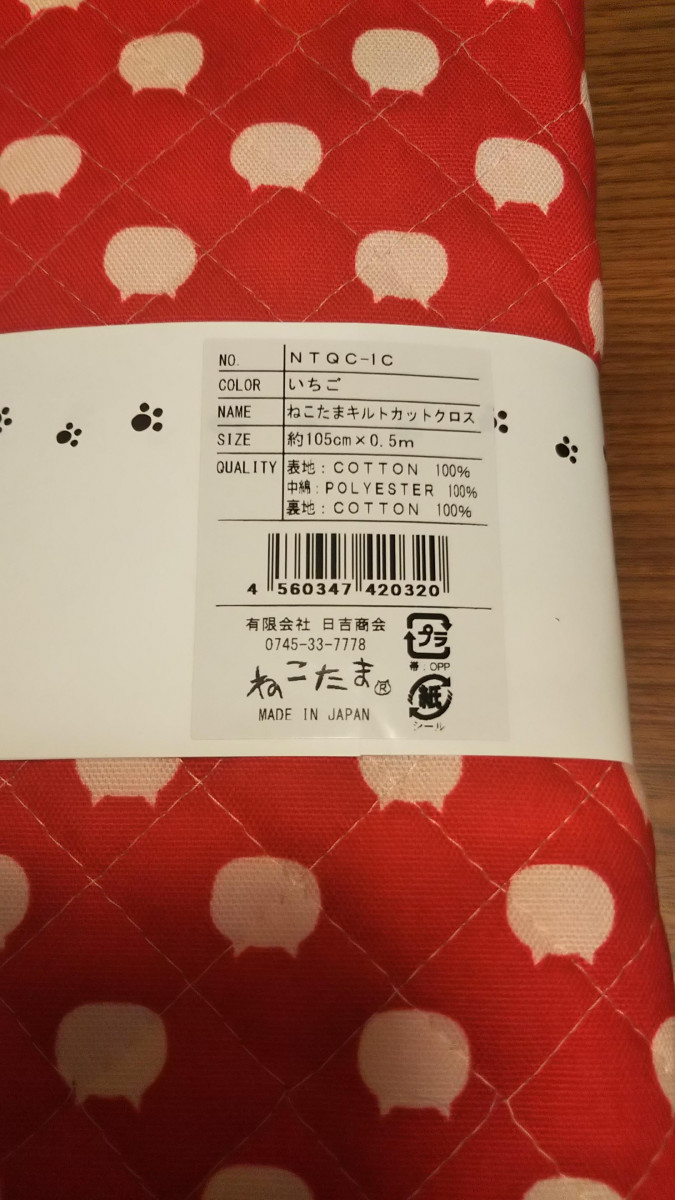 NO. NTQC-IC
COLOR いちご
NAME ねこたまキルトカットクロス
SIZE 約105cm×0.5m
QUALITY 表地:COTTON 100%
中綿:POLYESTER 100%
裏地:COTTON 100%
4 560347 420320
有限会社 日吉商会
0745-33-7778
プラ
帯:OPP
ねこたま®
紙
シール
MADE IN JAPAN